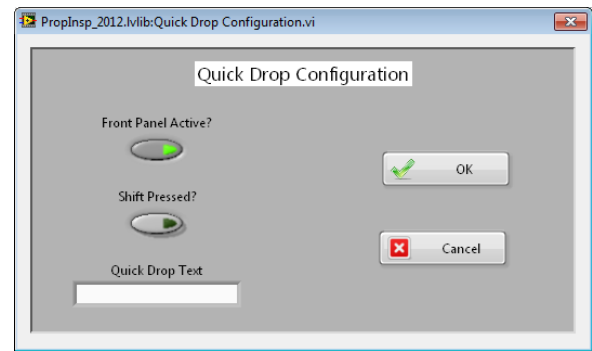 PropInsp_2012.lvlib:Quick Drop Configuration.vi
Quick Drop Configuration
Front Panel Active?
OK
Shift Pressed?
Cancel
Quick Drop Text